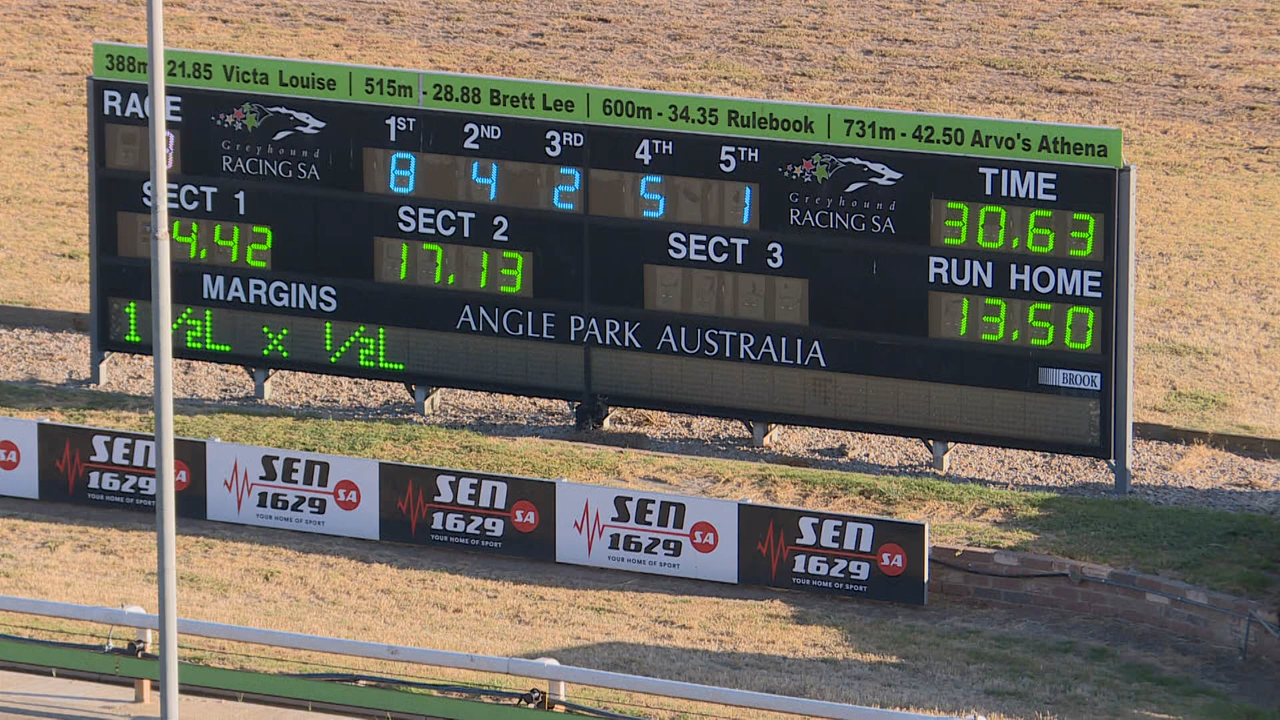 388m 21.85 Victa Louise | 515m - 28.88 Brett Lee | 600m - 34.35 Rulebook | 731m - 42.50 Arvo's Athena
RACE
Greyhound
RACING SA
1ST 2ND 3RD 4TH 5TH
8 4 2 5 1
Greyhound
RACING SA
TIME
30.63
SECT 1
4.42
SECT 2
17.13
SECT 3
RUN HOME
13.50
MARGINS
1 1/2L x 1/2L
ANGLE PARK AUSTRALIA
BROOK
SA
SEN
1629
SA
YOUR HOME OF SPORT
SEN
1629
SA
YOUR HOME OF SPORT
SEN
1629
SA
YOUR HOME OF SPORT
SEN
1629
SA
YOUR HOME OF SPORT
SEN
1629
SA
YOUR HOME OF SPORT